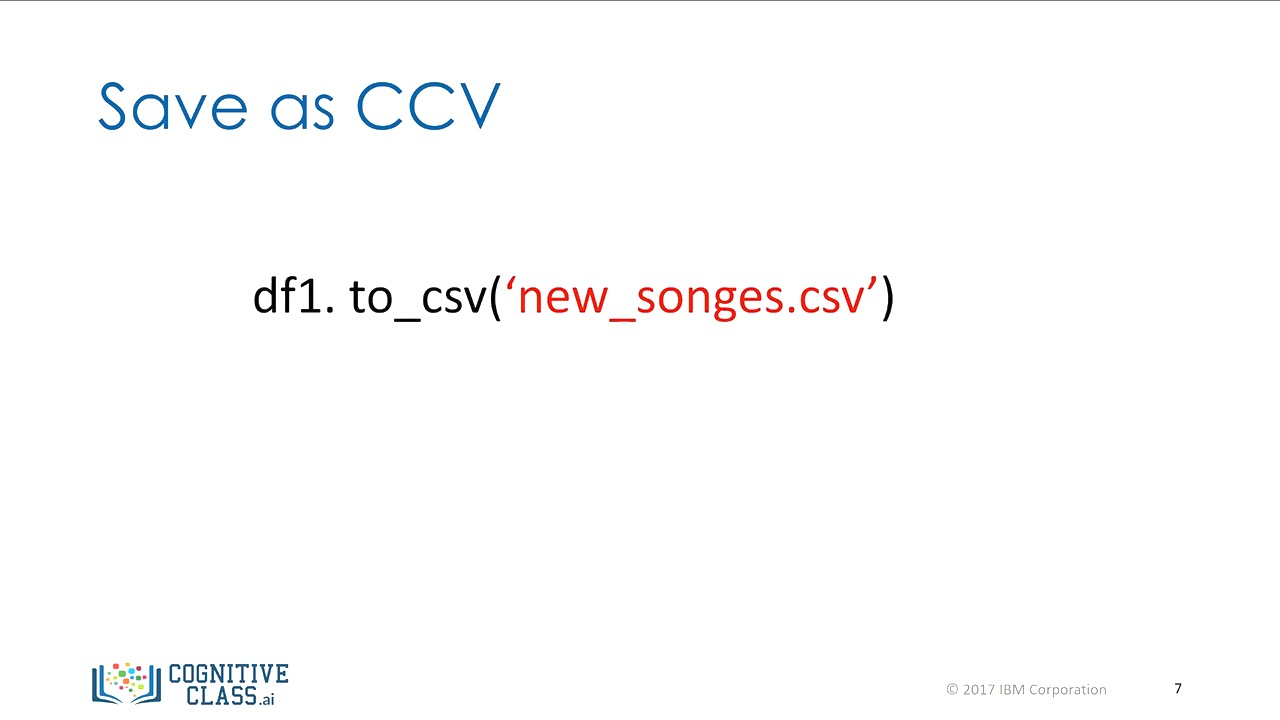 Save as CCV
df1. to_csv(‘new_songes.csv’)
COGNITIVE
CLASS.ai
© 2017 IBM Corporation
7